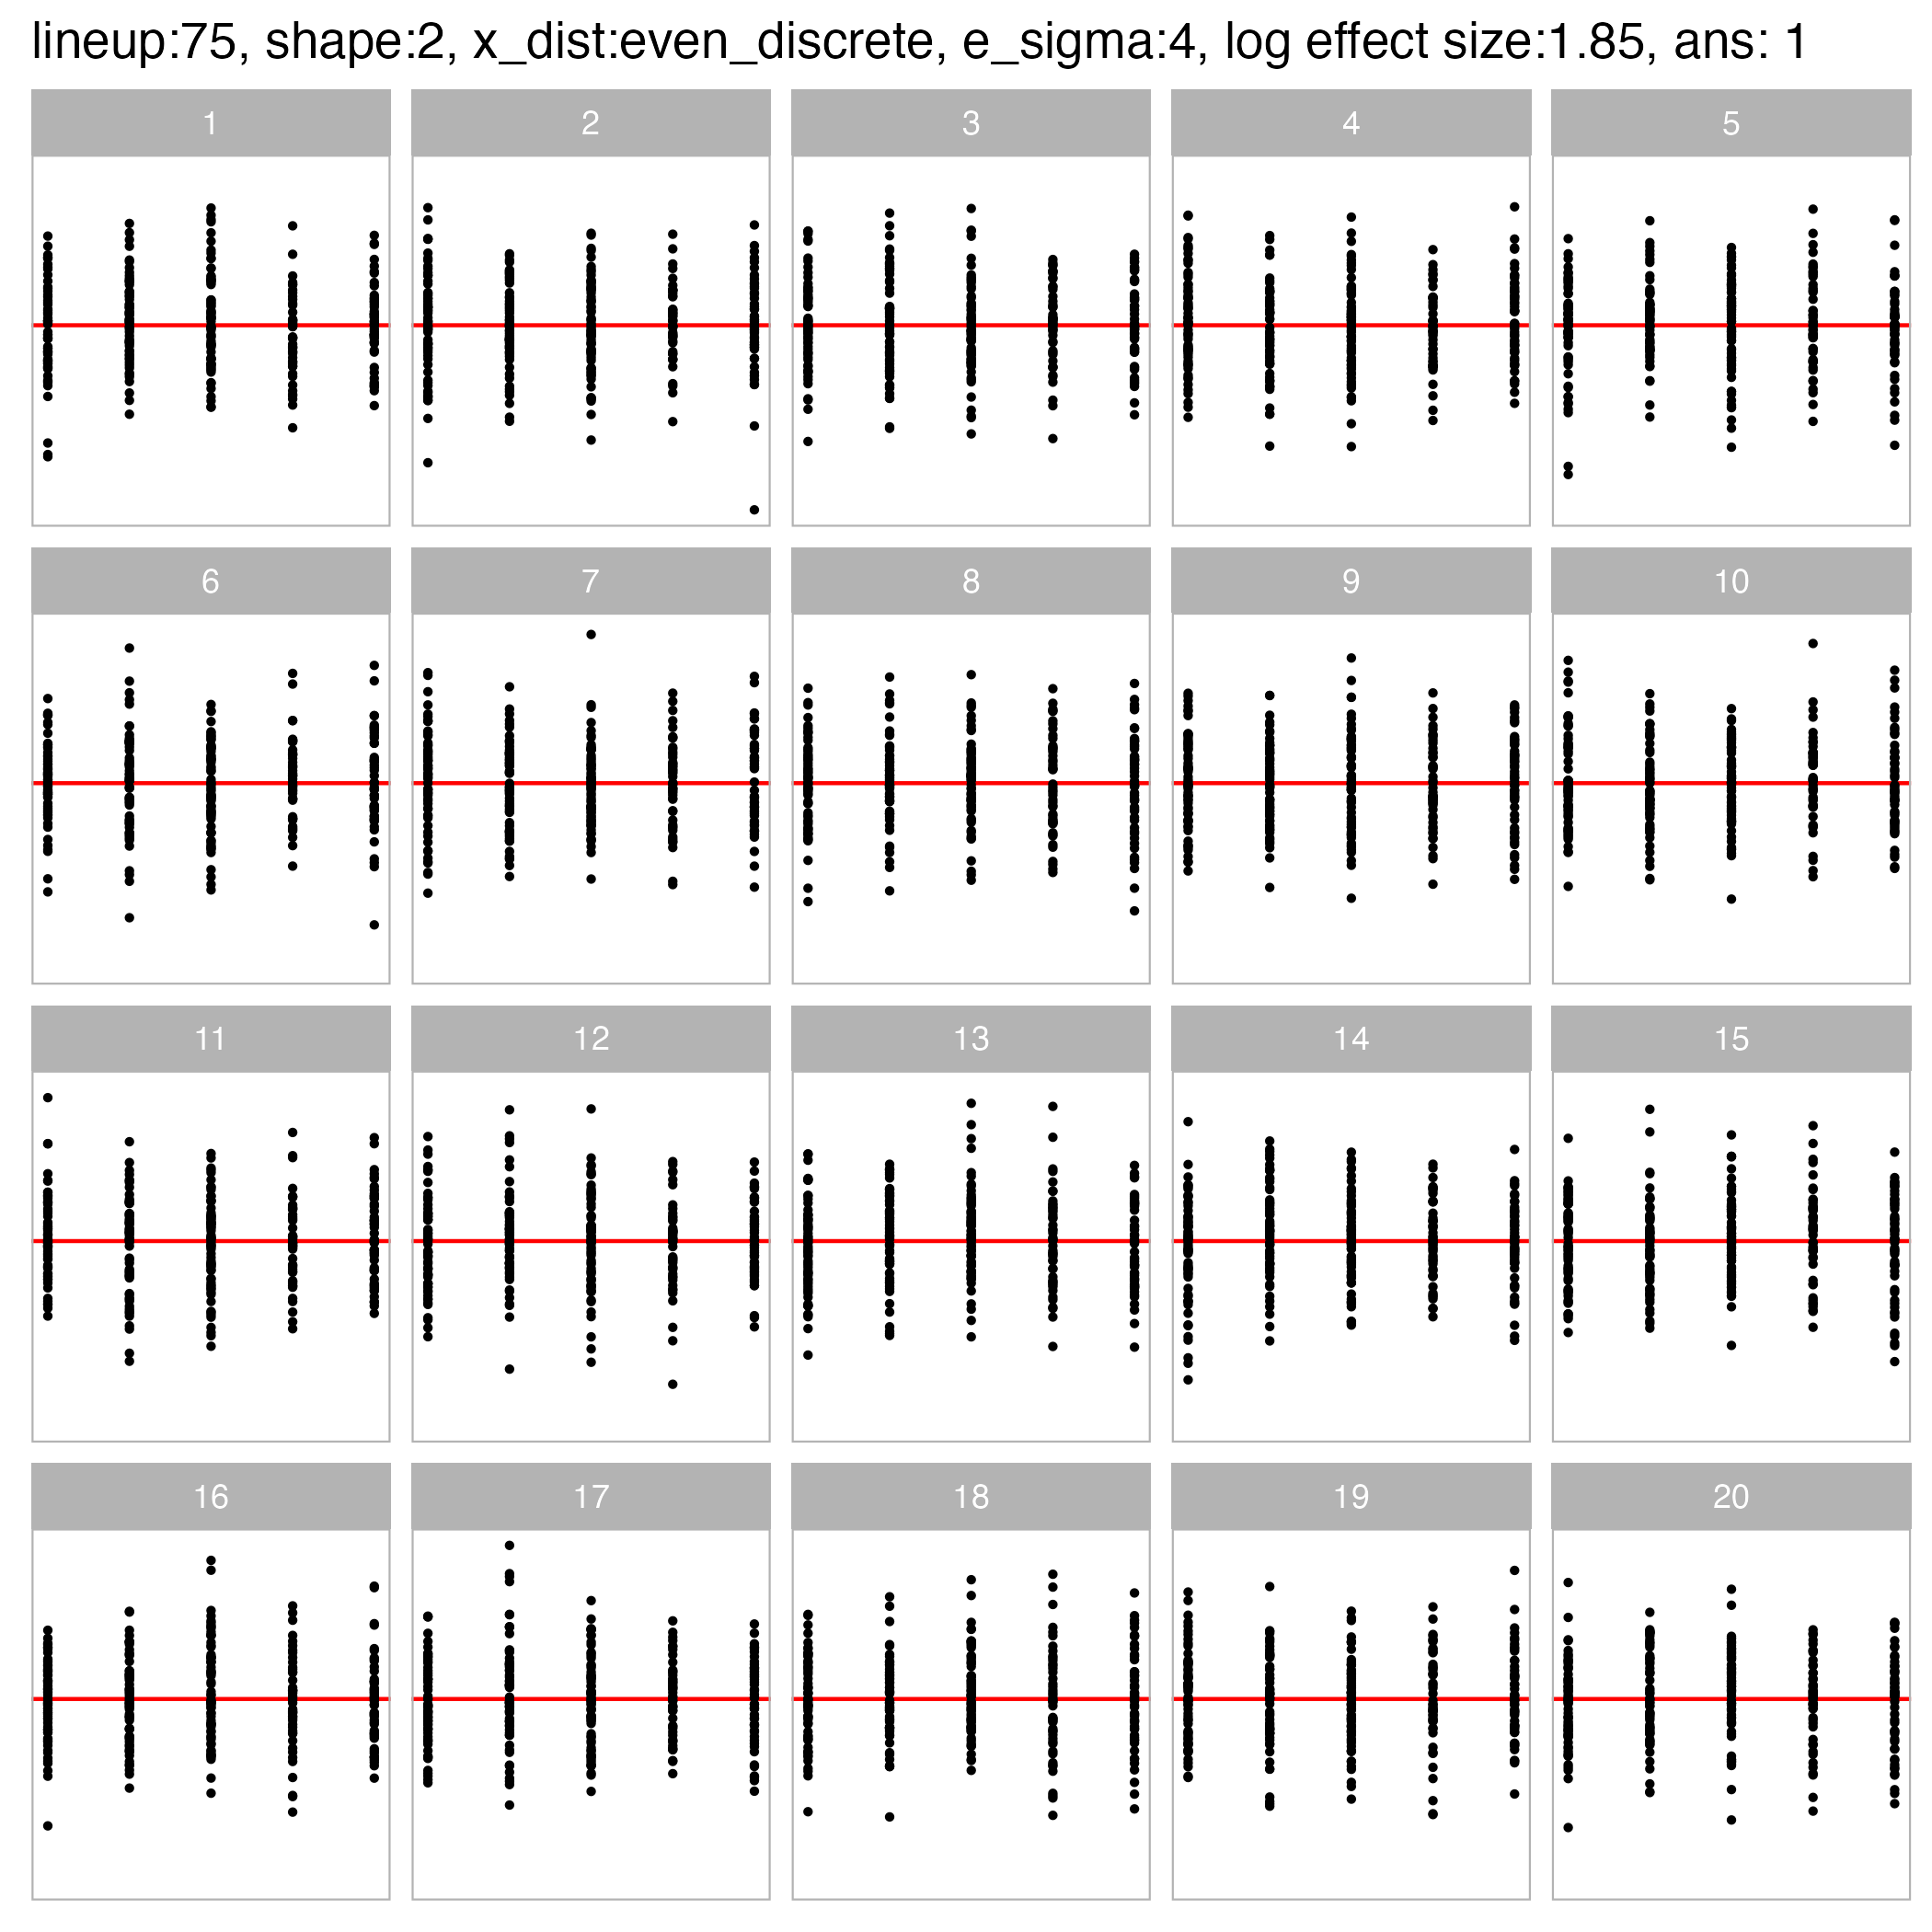 lineup:75, shape:2, x_dist:even_discrete, e_sigma:4, log effect size:1.85, ans: 1
1 2 3 4 5
6 7 8 9 10
11 12 13 14 15
16 17 18 19 20